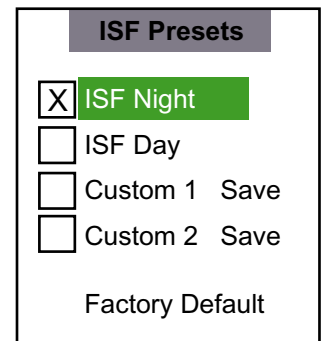 ISF Presets
X ISF Night
ISF Day
Custom 1 Save
Custom 2 Save
Factory Default